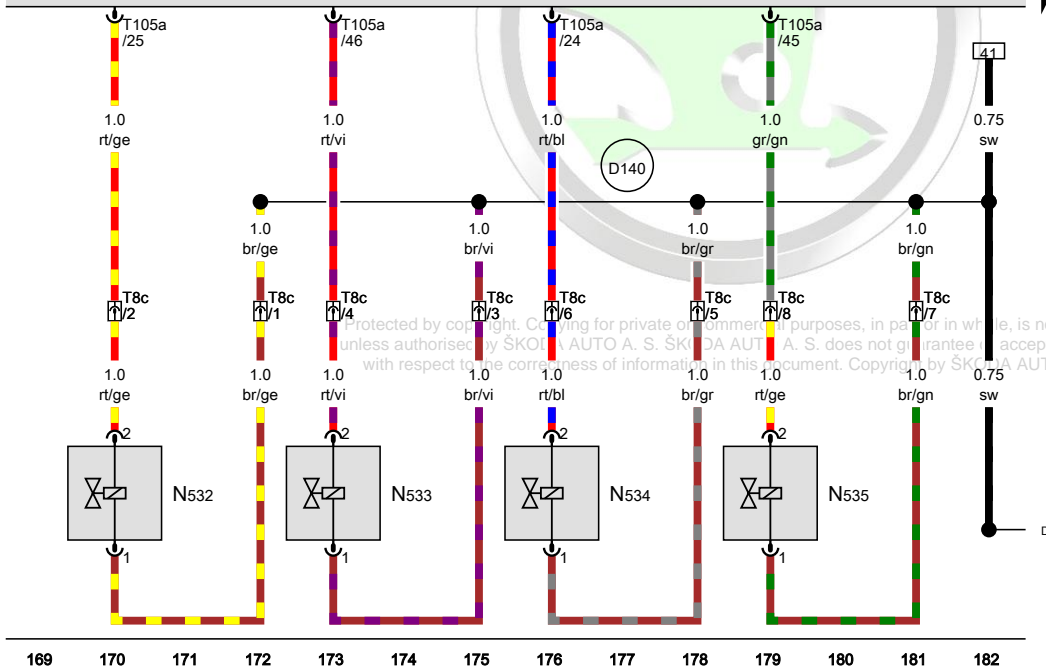 T105a /25
T105a /46
T105a /24
T105a /45
41
1.0 1.0 1.0 1.0 0.75
rt/ge rt/vi rt/bl gr/gn sw
D140
1.0 1.0 1.0 1.0
br/ge br/vi br/gr br/gn
T8c /2
T8c /1
T8c /4
T8c /3
T8c /6
T8c /5
T8c /8
T8c /7
Protected by copyright. Copying for private or commercial purposes, in part or in whole, is
unless authorised by ŠKODA AUTO A. S. ŠKODA AUTO A. S. does not guarantee
with respect to the correctness of information in this document. Copyright by ŠKODA
1.0 1.0 1.0 1.0 1.0 1.0 1.0 1.0 0.75
rt/ge br/ge rt/vi br/vi rt/bl br/gr rt/ge br/gn sw
2 2 2 2
N532 N533 N534 N535
1 1 1 1
169 170 171 172 173 174 175 176 177 178 179 180 181 182